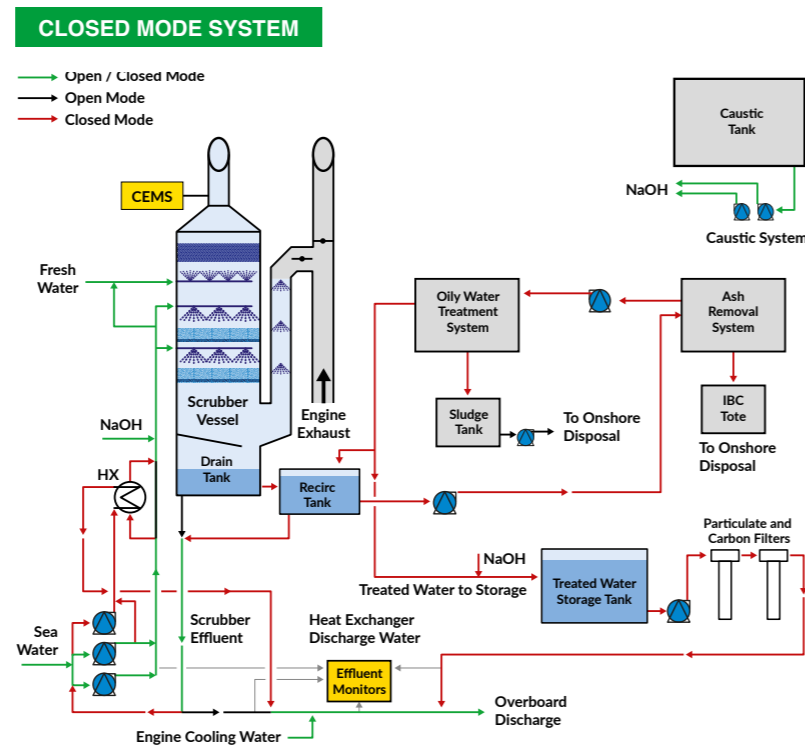 CLOSED MODE SYSTEM
Open / Closed Mode
Open Mode
Closed Mode
CEMS
Caustic
Tank
NaOH
Caustic System
Fresh
Water
Oily Water
Treatment
System
Ash
Removal
System
Scrubber
Vessel
Engine
Exhaust
Sludge
Tank
To Onshore
Disposal
IBC
Tote
To Onshore
Disposal
NaOH
Drain
Tank
HX
Recirc
Tank
Particulate and
Carbon Filters
NaOH
Treated Water to Storage
Treated Water
Storage Tank
Scrubber
Effluent
Heat Exchanger
Discharge Water
Sea
Water
Effluent
Monitors
Overboard
Discharge
Engine Cooling Water